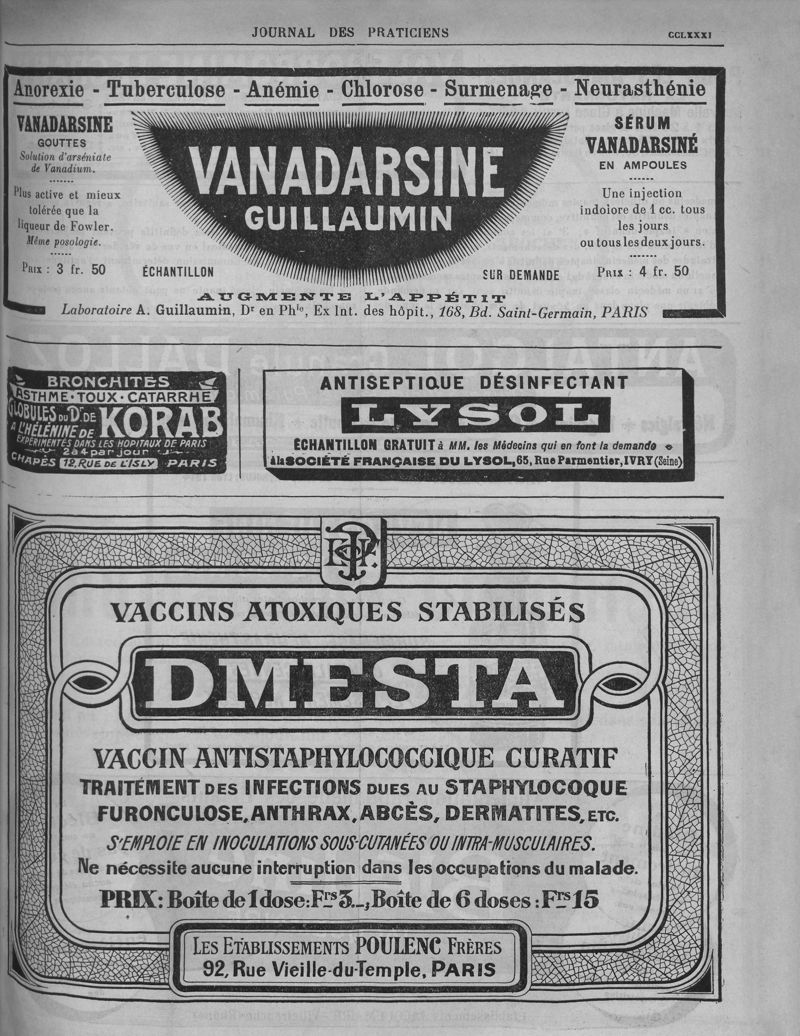 JOURNAL DES PRATICIENS
CCLXXXI
Anorexie - Tuberculose - Anémie - Chlorose - Surmenage - Neurasthénie
VANADARSINE
GOUTTES
Solution d'arséniate
de Vanadium.
Plus active et mieux
tolérée que la
liqueur de Fowler.
Même posologie.
PRIX : 3 fr. 50
VANADARSINE
GUILLAUMIN
ÉCHANTILLON
SUR DEMANDE
SÉRUM
VANADARSINÉ
EN AMPOULES
Une injection
indolore de 1 cc. tous
les jours
ou tous les deux jours.
PRIX : 4 fr. 50
AUGMENTE L'APPÉTIT
Laboratoire A. Guillaumin, Dr en Phie, Ex Int. des hôpit., 168, Bd. Saint-Germain, PARIS
BRONCHITES
ASTHME · TOUX · CATARRHE
GLOBULES DU Dr. DE
A L'HÉLÉNINE DE
KORAB
EXPÉRIMENTÉS DANS LES HOPITAUX DE PARIS
2 à 4 par jour
CHAPÈS 12, RUE DE L'ISLY PARIS
ANTISEPTIQUE DÉSINFECTANT
LYSOL
ÉCHANTILLON GRATUIT à MM. les Médecins qui en font la demande
à la SOCIÉTÉ FRANÇAISE DU LYSOL, 65, Rue Parmentier, IVRY (Seine)
VACCINS ATOXIQUES STABILISÉS
DMESTA
VACCIN ANTISTAPHYLOCOCCIQUE CURATIF
TRAITÉMENT DES INFECTIONS DUES AU STAPHYLOCOQUE
FURONCULOSE, ANTHRAX, ABCÈS, DERMATITES, ETC.
S'EMPLOIE EN INOCULATIONS SOUS-CUTANÉES OU INTRA-MUSCULAIRES.
Ne nécessite aucune interruption dans les occupations du malade.
PRIX: Boîte de 1 dose: Frs 3._, Boîte de 6 doses: Frs 15
LES ETABLISSEMENTS POULENC FRÈRES
92, Rue Vieille-du-Temple, PARIS